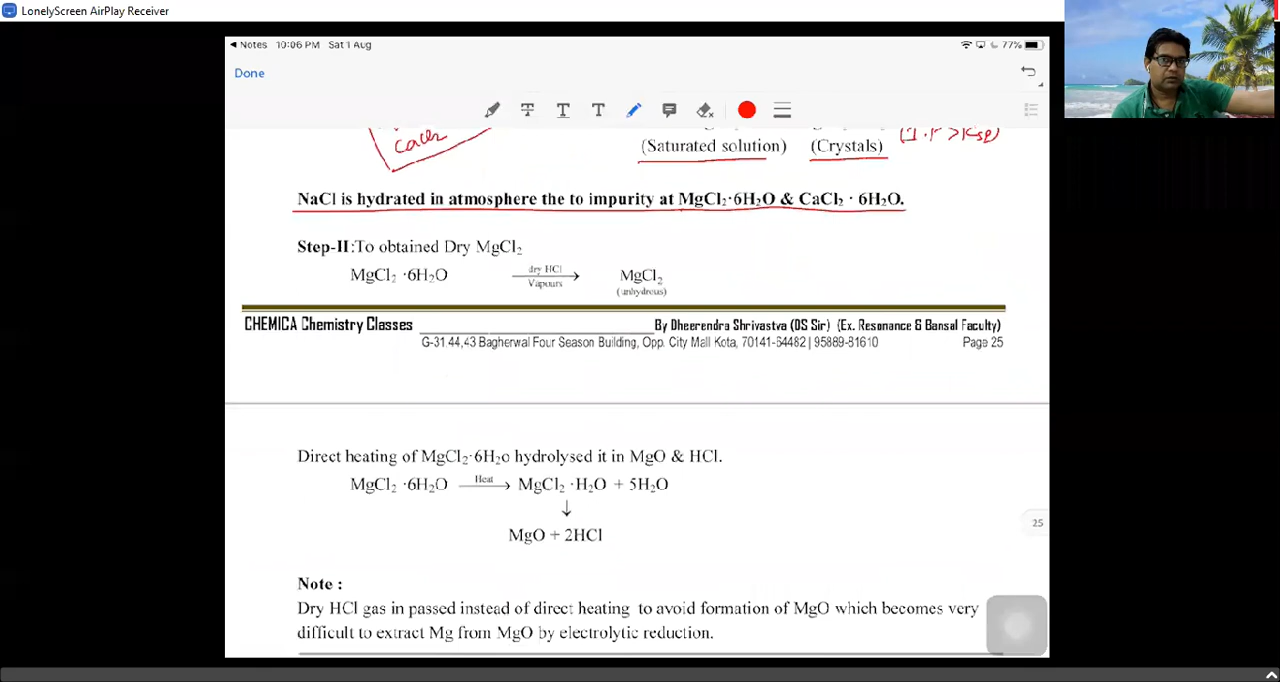 LonelyScreen AirPlay Receiver
Notes 10:06 PM Sat 1 Aug 77%
Done
CaCl2 (Saturated solution) (Crystals) (I.P > Ksp)
NaCl is hydrated in atmosphere the to impurity at MgCl₂·6H₂O & CaCl₂ · 6H₂O.
Step-II :To obtained Dry MgCl₂
MgCl₂ ·6H₂O dry HCl Vapours → MgCl₂
(unhydrous)
CHEMICA Chemistry Classes By Dheerendra Shrivastva (DS Sir) (Ex. Resonance & Bansal Faculty)
G-31 44,43 Bagherwal Four Season Building, Opp. City Mall Kota, 70141-64482 | 95889-81610 Page 25
Direct heating of MgCl₂·6H₂o hydrolysed it in MgO & HCl.
MgCl₂ ·6H₂O Heat → MgCl₂ ·H₂O + 5H₂O
↓
25
MgO + 2HCl
Note :
Dry HCl gas in passed instead of direct heating to avoid formation of MgO which becomes very
difficult to extract Mg from MgO by electrolytic reduction.